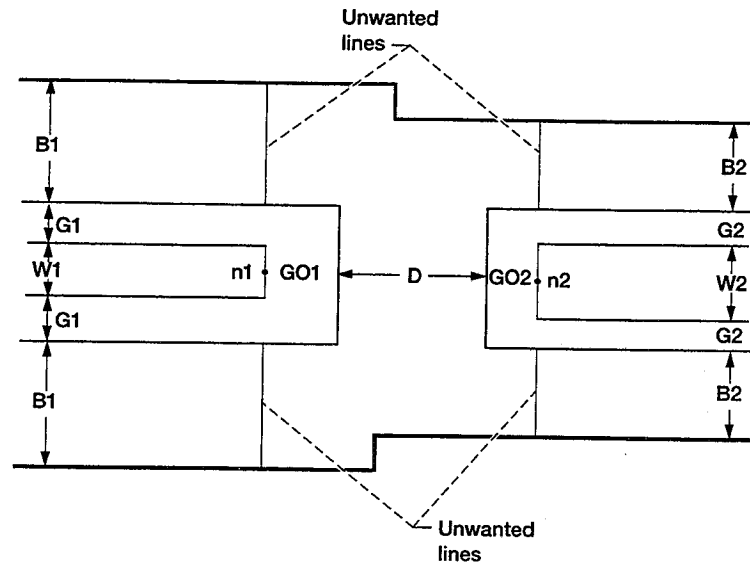 Unwanted
lines
B1
B2
G1
G2
W1
n1
GO1
D
GO2
n2
W2
G1
G2
B1
B2
Unwanted
lines